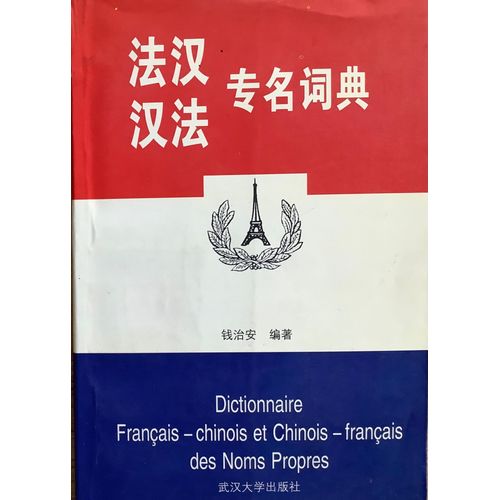 法汉
汉法
专名词典
钱治安 编著
Dictionnaire
Français – chinois et Chinois – français
des Noms Propres
武汉大学出版社